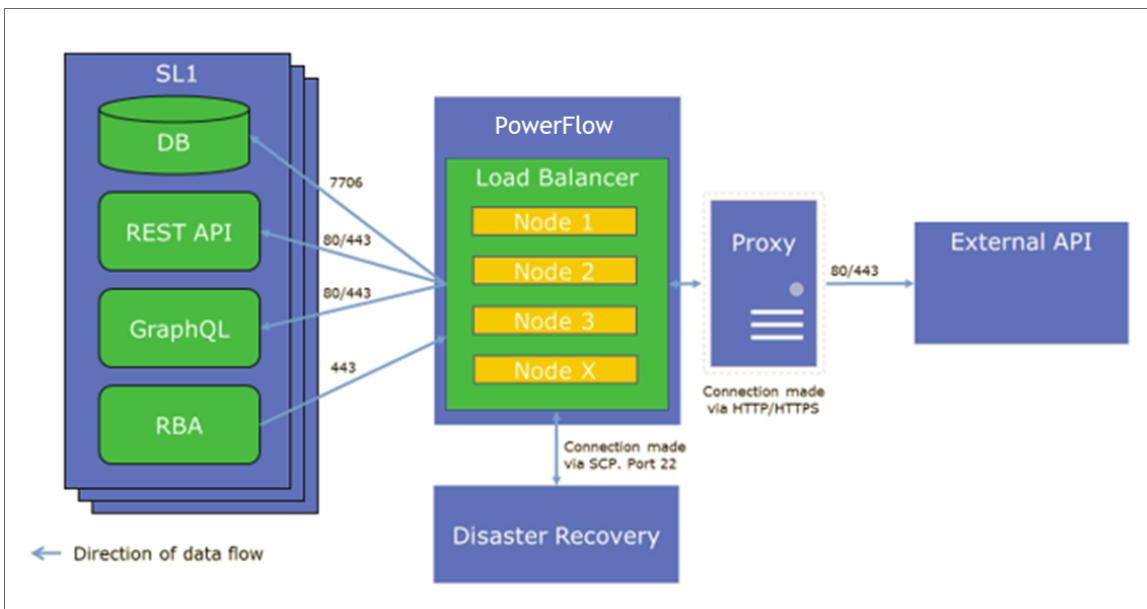 SL1
DB
REST API
GraphQL
RBA
7706
80/443
80/443
443
PowerFlow
Load Balancer
Node 1
Node 2
Node 3
Node X
Proxy
Connection made
via HTTP/HTTPS
80/443
External API
Connection made
via SCP. Port 22
Disaster Recovery
Direction of data flow